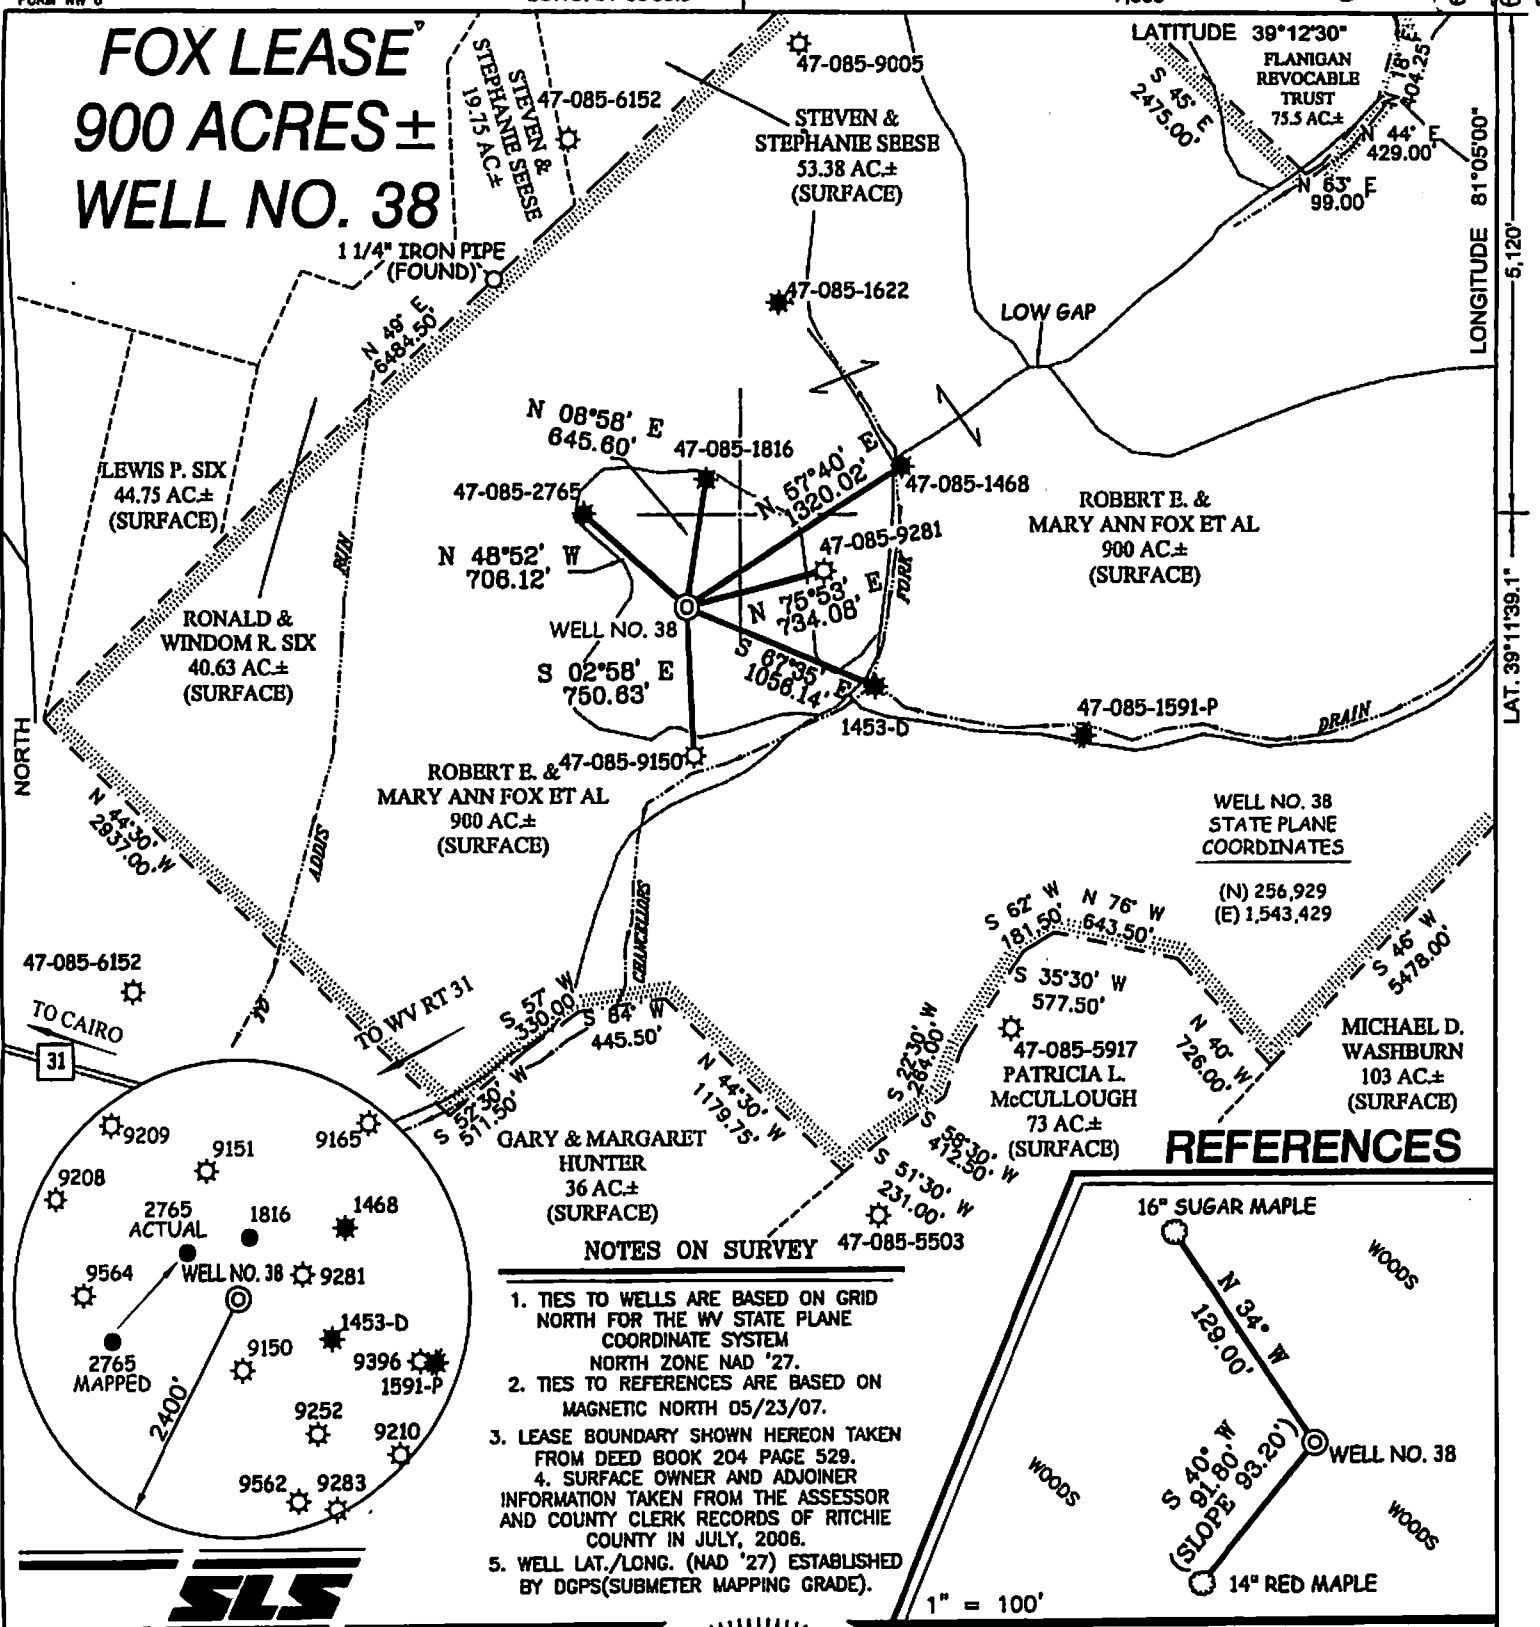 FOX LEASE
900 ACRES±
WELL NO. 38
STEVEN &
STEPHANIE SEESE
19.75 AC.±
47-085-6152
47-085-9005
STEVEN &
STEPHANIE SEESE
53.38 AC.±
(SURFACE)
LATITUDE 39°12'30"
FLANIGAN
REVOCABLE
TRUST
75.5 AC.±
S 45° E
2475.00'
N 18° E
404.25'
N 44° E
429.00'
N 63° E
99.00'
LONGITUDE 81°05'00"
5,120'
LAT. 39°11'39.1"
1 1/4" IRON PIPE
(FOUND)
N 49° E
6484.50'
47-085-1622
LOW GAP
N 08°58' E
645.60'
47-085-1816
N 57°40' E
1320.02'
47-085-1468
LEWIS P. SIX
44.75 AC.±
(SURFACE)
47-085-2765
N 48°52' W
706.12'
47-085-9281
N 75°53' E
734.08'
FORK
ROBERT E. &
MARY ANN FOX ET AL
900 AC.±
(SURFACE)
RUN
RONALD &
WINDOM R. SIX
40.63 AC.±
(SURFACE)
WELL NO. 38
S 02°58' E
750.63'
S 67°35' E
1056.14'
1453-D
47-085-1591-P
DRAIN
NORTH
47-085-9150
ROBERT E. &
MARY ANN FOX ET AL
900 AC.±
(SURFACE)
N 44°30' W
2937.00'
ADDIS
WELL NO. 38
STATE PLANE
COORDINATES
(N) 256,929
(E) 1,543,429
CHANCELLORS
S 62° W
181.50'
N 76° W
643.50'
S 46° W
5478.00'
47-085-6152
TO CAIRO
31
TO
TO WV RT 31
S 57° W
330.00'
S 84° W
445.50'
S 52°30' W
511.50'
N 44°30' W
1179.75'
S 22°30' W
264.00'
S 35°30' W
577.50'
47-085-5917
PATRICIA L.
McCULLOUGH
73 AC.±
(SURFACE)
N 40° W
726.00'
MICHAEL D.
WASHBURN
103 AC.±
(SURFACE)
S 58°30' W
412.50'
S 51°30' W
231.00'
47-085-5503
GARY & MARGARET
HUNTER
36 AC.±
(SURFACE)
9209
9151
9165
9208
2765
ACTUAL
1816
1468
9564
WELL NO. 38
9281
1453-D
2765
MAPPED
9150
9396
1591-P
2400'
9252
9210
9562
9283
SLS
NOTES ON SURVEY
1. TIES TO WELLS ARE BASED ON GRID
NORTH FOR THE WV STATE PLANE
COORDINATE SYSTEM
NORTH ZONE NAD '27.
2. TIES TO REFERENCES ARE BASED ON
MAGNETIC NORTH 05/23/07.
3. LEASE BOUNDARY SHOWN HEREON TAKEN
FROM DEED BOOK 204 PAGE 529.
4. SURFACE OWNER AND ADJOINER
INFORMATION TAKEN FROM THE ASSESSOR
AND COUNTY CLERK RECORDS OF RITCHIE
COUNTY IN JULY, 2006.
5. WELL LAT./LONG. (NAD '27) ESTABLISHED
BY DGPS(SUBMETER MAPPING GRADE).
REFERENCES
16" SUGAR MAPLE
WOODS
N 34° W
129.00'
WELL NO. 38
WOODS
S 40° W
91.80'
(SLOPE 93.20')
WOODS
14" RED MAPLE
1" = 100'